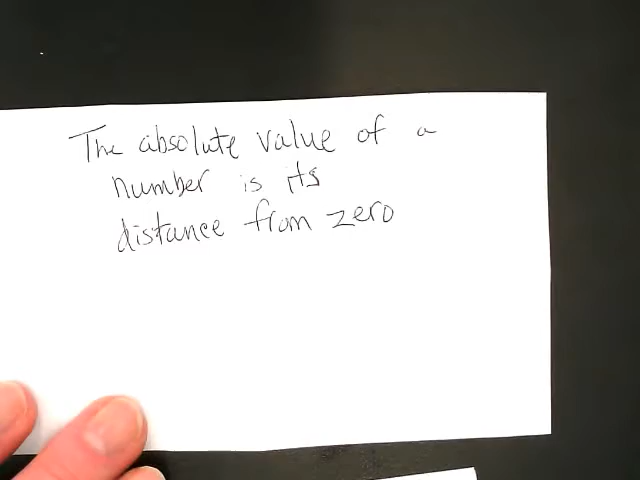 The absolute value of a
number is its
distance from zero